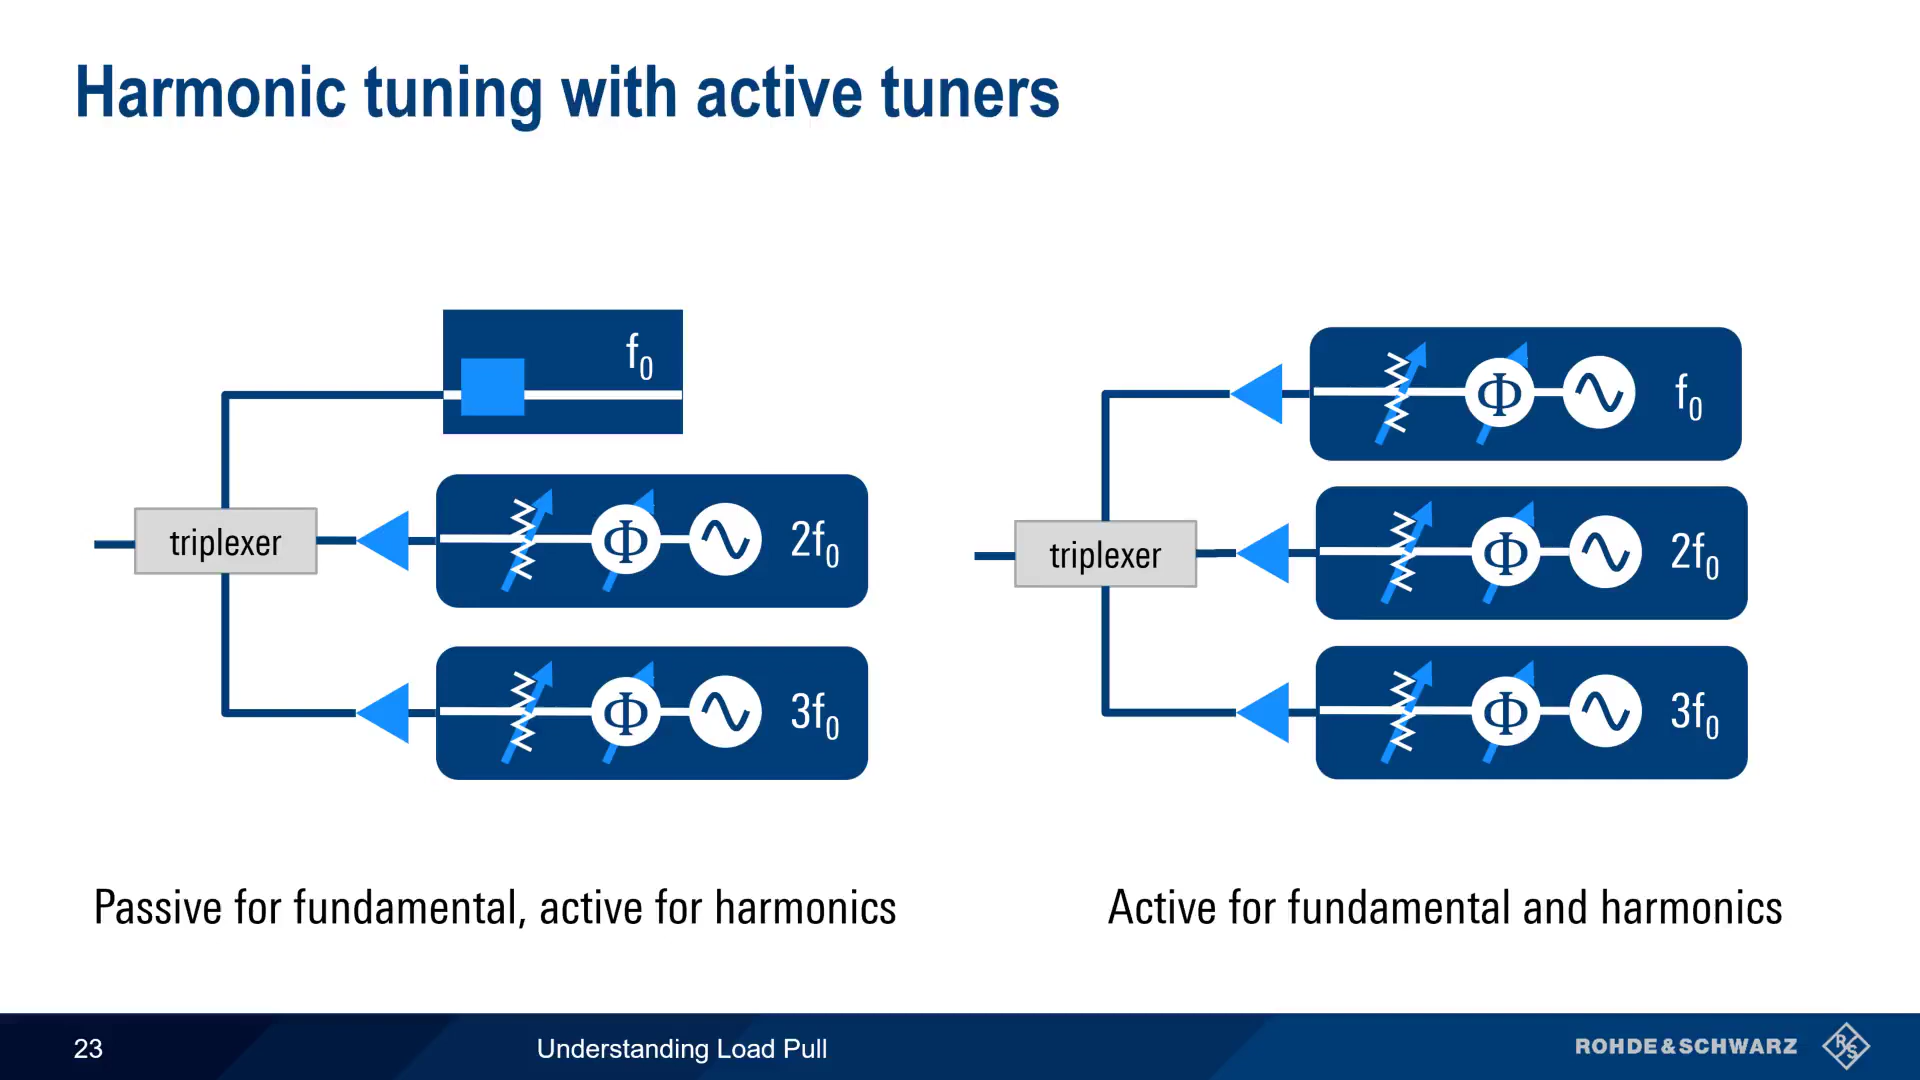 Harmonic tuning with active tuners
f₀
triplexer
Φ
2f₀
Φ
3f₀
Passive for fundamental, active for harmonics
Φ
f₀
triplexer
Φ
2f₀
Φ
3f₀
Active for fundamental and harmonics
23
Understanding Load Pull
ROHDE&SCHWARZ
R&S